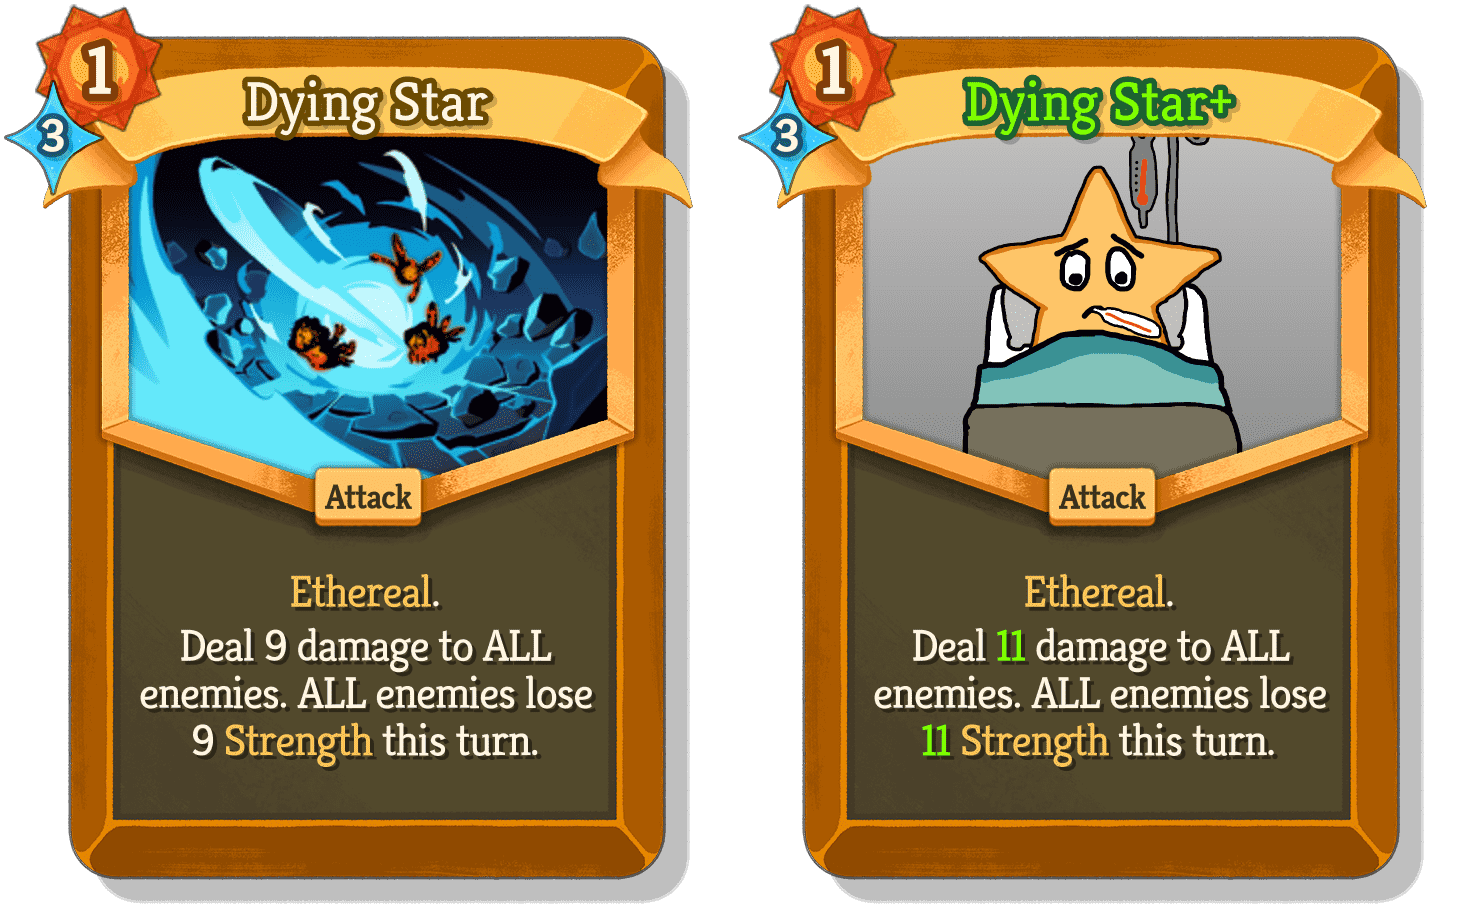 1
3
Dying Star
Attack
Ethereal.
Deal 9 damage to ALL
enemies. ALL enemies lose
9 Strength this turn.
1
3
Dying Star+
Attack
Ethereal.
Deal 11 damage to ALL
enemies. ALL enemies lose
11 Strength this turn.